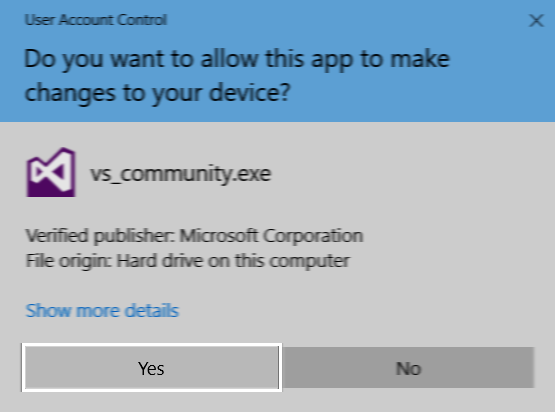 User Account Control
Do you want to allow this app to make
changes to your device?
vs_community.exe
Verified publisher: Microsoft Corporation
File origin: Hard drive on this computer
Show more details
Yes
No